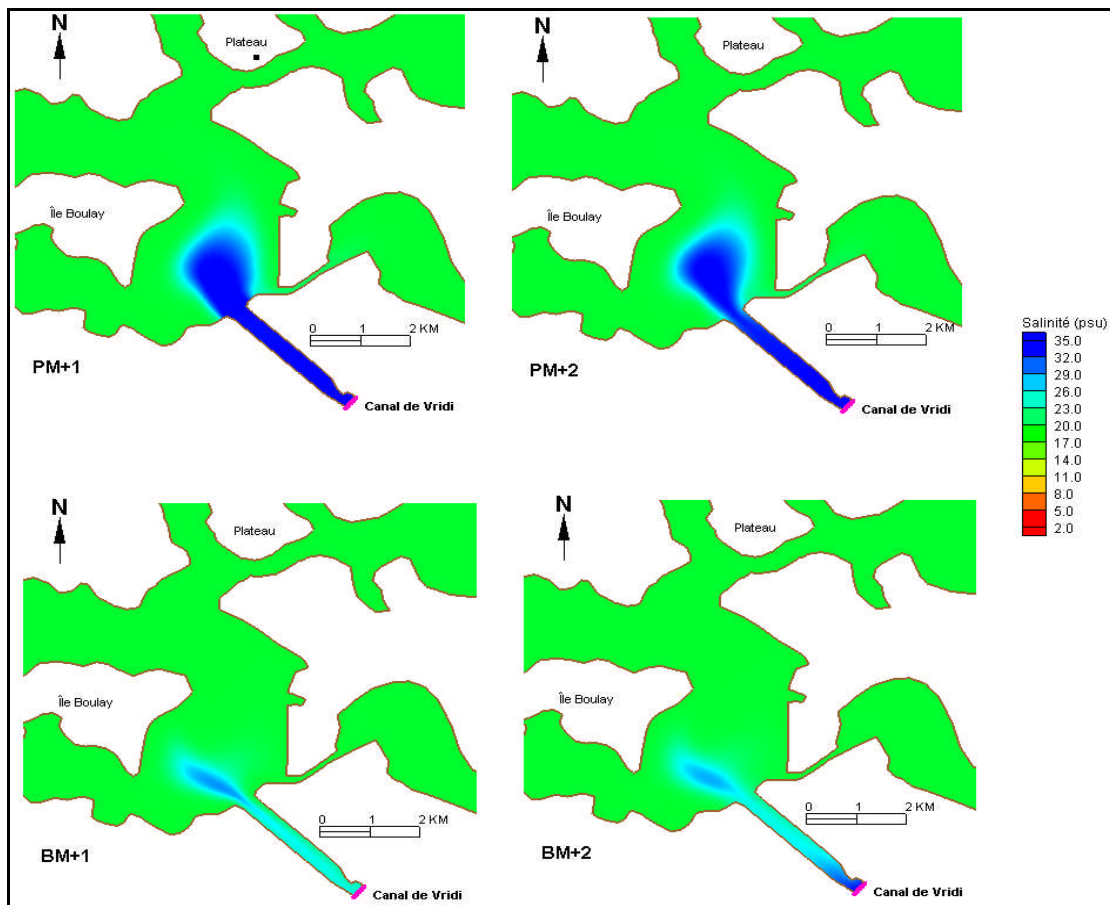 N
Plateau
Île Boulay
0 1 2 KM
PM+1
Canal de Vridi
N
Plateau
Île Boulay
0 1 2 KM
PM+2
Canal de Vridi
Salinité (psu)
35.0
32.0
29.0
26.0
23.0
20.0
17.0
14.0
11.0
8.0
5.0
2.0
N
Plateau
Île Boulay
0 1 2 KM
BM+1
Canal de Vridi
N
Plateau
Île Boulay
0 1 2 KM
BM+2
Canal de Vridi